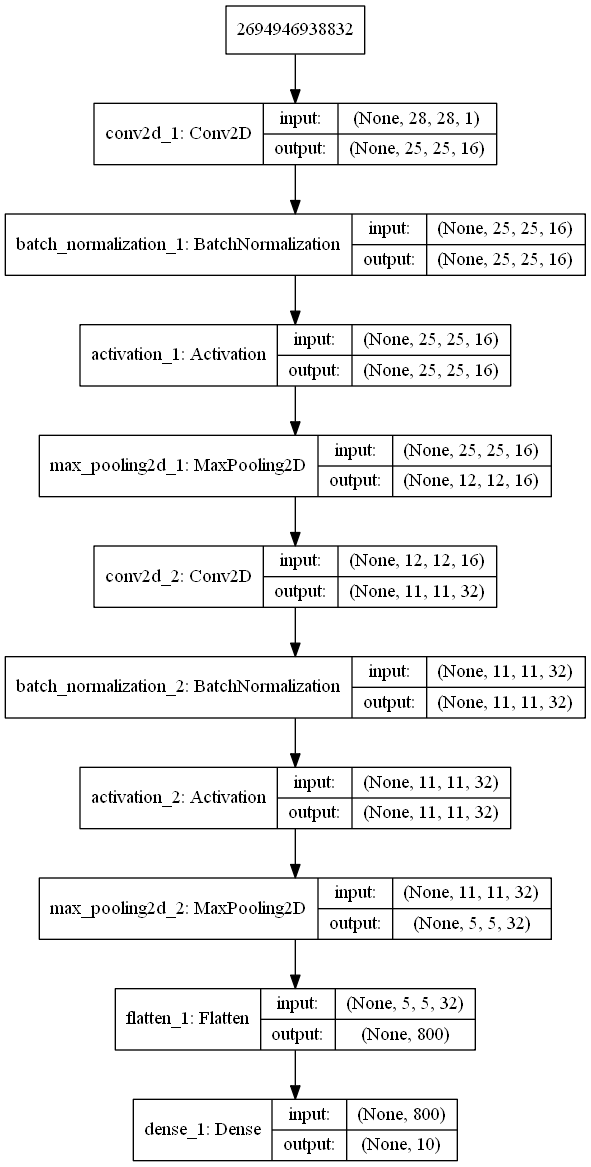 2694946938832
conv2d_1: Conv2D
input: (None, 28, 28, 1)
output: (None, 25, 25, 16)
batch_normalization_1: BatchNormalization
input: (None, 25, 25, 16)
output: (None, 25, 25, 16)
activation_1: Activation
input: (None, 25, 25, 16)
output: (None, 25, 25, 16)
max_pooling2d_1: MaxPooling2D
input: (None, 25, 25, 16)
output: (None, 12, 12, 16)
conv2d_2: Conv2D
input: (None, 12, 12, 16)
output: (None, 11, 11, 32)
batch_normalization_2: BatchNormalization
input: (None, 11, 11, 32)
output: (None, 11, 11, 32)
activation_2: Activation
input: (None, 11, 11, 32)
output: (None, 11, 11, 32)
max_pooling2d_2: MaxPooling2D
input: (None, 11, 11, 32)
output: (None, 5, 5, 32)
flatten_1: Flatten
input: (None, 5, 5, 32)
output: (None, 800)
dense_1: Dense
input: (None, 800)
output: (None, 10)